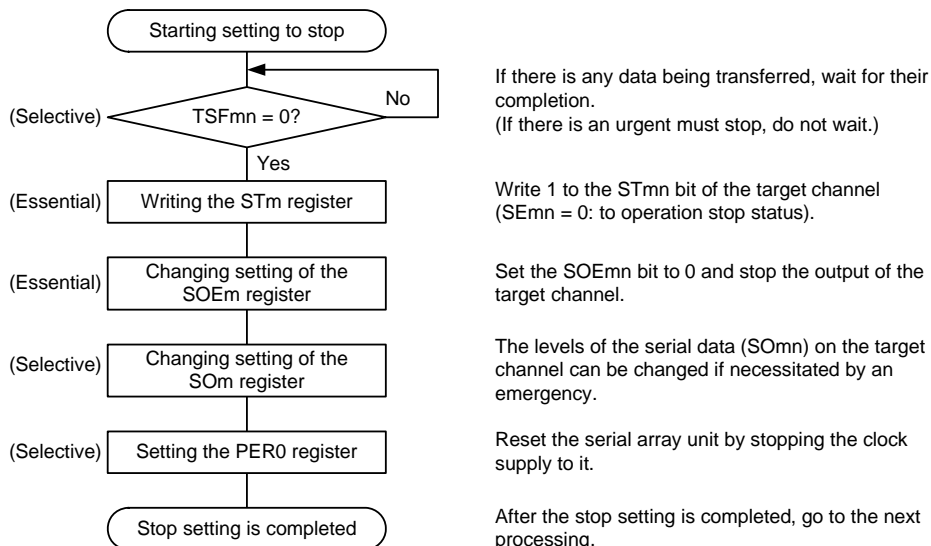 Starting setting to stop
No
(Selective)
TSFmn = 0?
If there is any data being transferred, wait for their
completion.
(If there is an urgent must stop, do not wait.)
Yes
(Essential)
Writing the STm register
Write 1 to the STmn bit of the target channel
(SEmn = 0: to operation stop status).
(Essential)
Changing setting of the
SOEm register
Set the SOEmn bit to 0 and stop the output of the
target channel.
(Selective)
Changing setting of the
SOm register
The levels of the serial data (SOmn) on the target
channel can be changed if necessitated by an
emergency.
(Selective)
Setting the PER0 register
Reset the serial array unit by stopping the clock
supply to it.
Stop setting is completed
After the stop setting is completed, go to the next
processing.